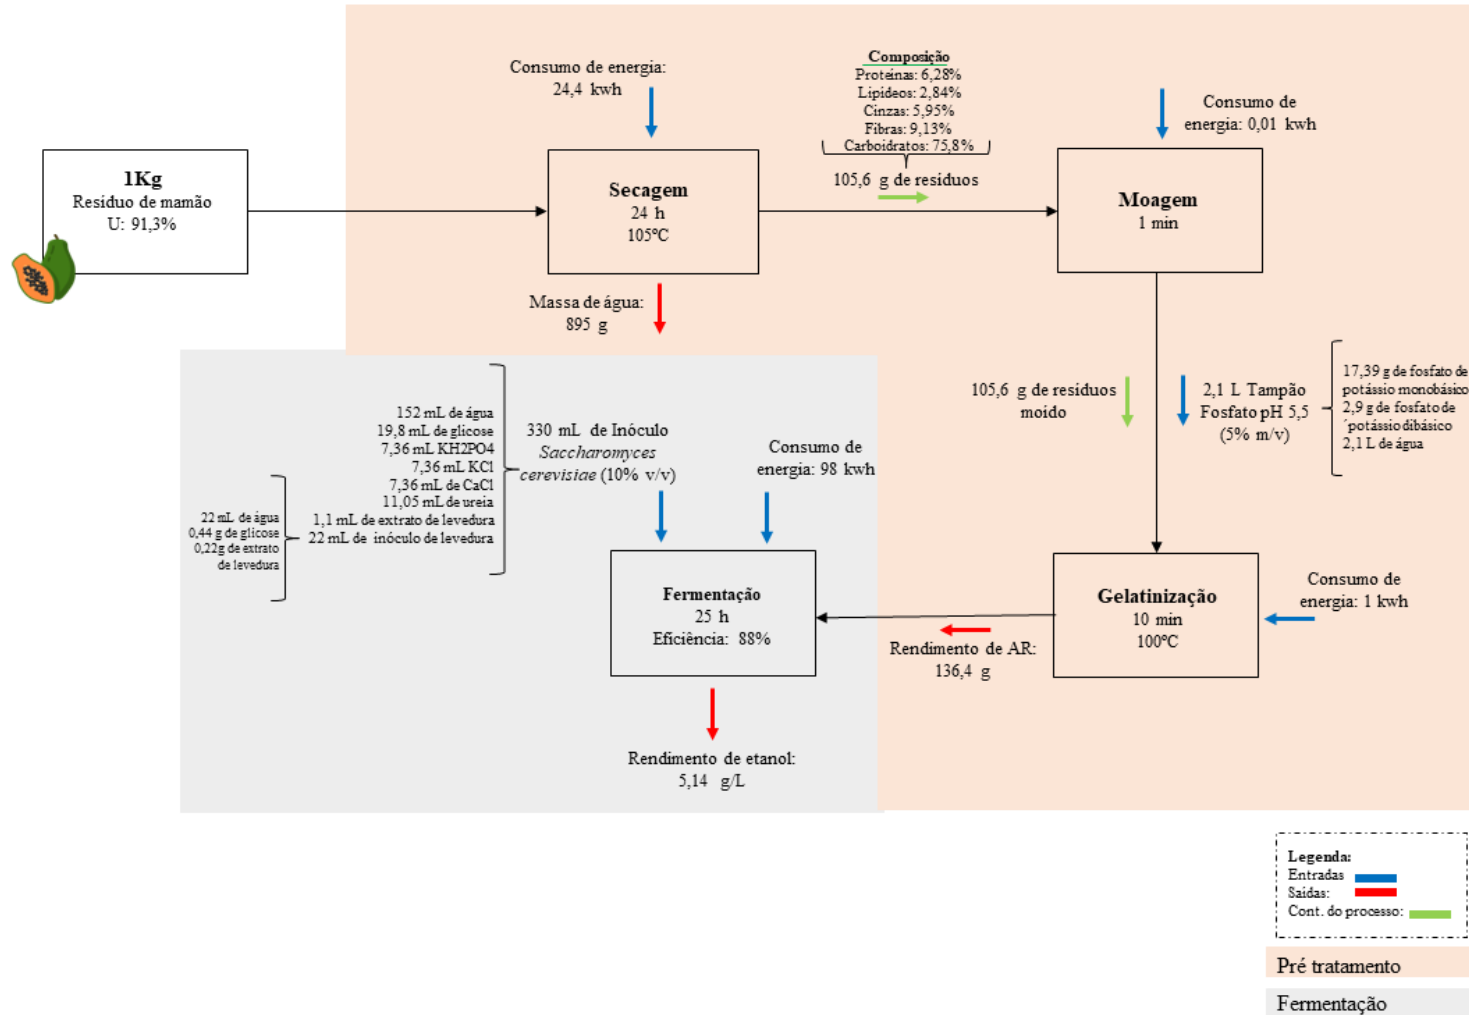 1Kg
Resíduo de mamão
U: 91,3%
Consumo de energia:
24,4 kwh
Secagem
24 h
105ºC
Massa de água:
895 g
Composição
Proteínas: 6,28%
Lipídeos: 2,84%
Cinzas: 5,95%
Fibras: 9,13%
Carboidratos: 75,8%
105,6 g de resíduos
Consumo de
energia: 0,01 kwh
Moagem
1 min
105,6 g de resíduos
moído
2,1 L Tampão
Fosfato pH 5,5
(5% m/v)
17,39 g de fosfato de
potássio monobásico
2,9 g de fosfato de
´potássio dibásico
2,1 L de água
Gelatinização
10 min
100ºC
Consumo de
energia: 1 kwh
Rendimento de AR:
136,4 g
152 mL de água
19,8 mL de glicose
7,36 mL KH2PO4
7,36 mL KCl
7,36 mL de CaCl
11,05 mL de ureia
1,1 mL de extrato de levedura
22 mL de inóculo de levedura
22 mL de água
0,44 g de glicose
0,22g de extrato
de levedura
330 mL de Inóculo
Saccharomyces
cerevisiae (10% v/v)
Consumo de
energia: 98 kwh
Fermentação
25 h
Eficiência: 88%
Rendimento de etanol:
5,14 g/L
Legenda:
Entradas
Saídas:
Cont. do processo:
Pré tratamento
Fermentação